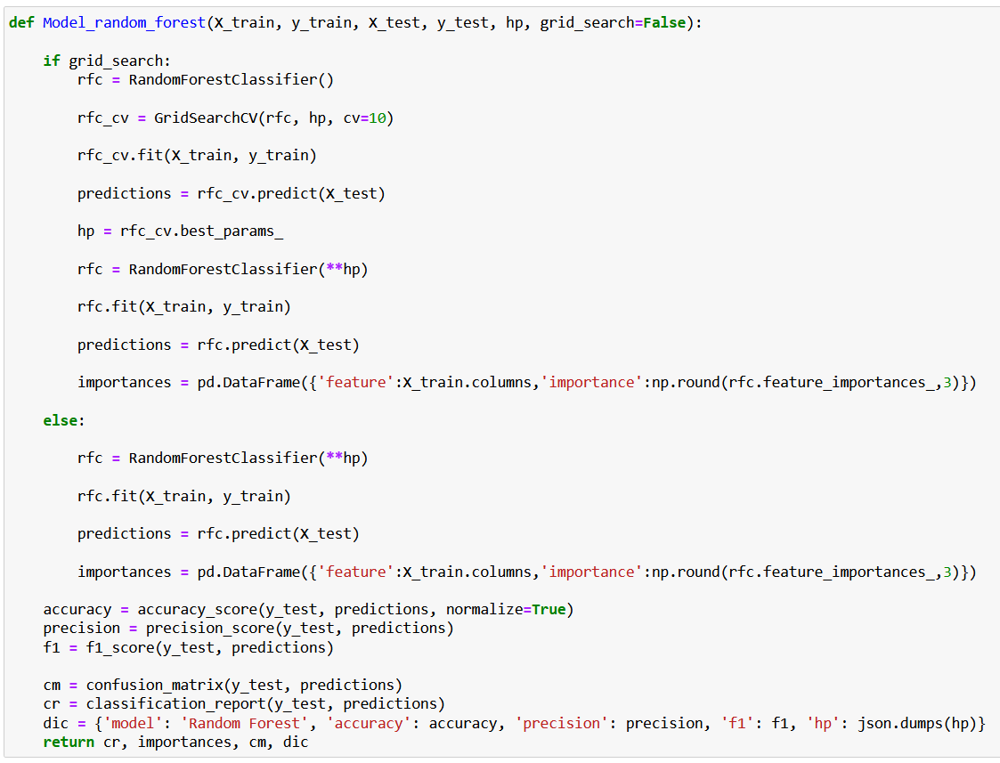 def Model_random_forest(X_train, y_train, X_test, y_test, hp, grid_search=False):
    if grid_search:
        rfc = RandomForestClassifier()
        rfc_cv = GridSearchCV(rfc, hp, cv=10)
        rfc_cv.fit(X_train, y_train)
        predictions = rfc_cv.predict(X_test)
        hp = rfc_cv.best_params_
        rfc = RandomForestClassifier(**hp)
        rfc.fit(X_train, y_train)
        predictions = rfc.predict(X_test)
        importances = pd.DataFrame({'feature':X_train.columns,'importance':np.round(rfc.feature_importances_,3)})
    else:
        rfc = RandomForestClassifier(**hp)
        rfc.fit(X_train, y_train)
        predictions = rfc.predict(X_test)
        importances = pd.DataFrame({'feature':X_train.columns,'importance':np.round(rfc.feature_importances_,3)})
    accuracy = accuracy_score(y_test, predictions, normalize=True)
    precision = precision_score(y_test, predictions)
    f1 = f1_score(y_test, predictions)
    cm = confusion_matrix(y_test, predictions)
    cr = classification_report(y_test, predictions)
    dic = {'model': 'Random Forest', 'accuracy': accuracy, 'precision': precision, 'f1': f1, 'hp': json.dumps(hp)}
    return cr, importances, cm, dic